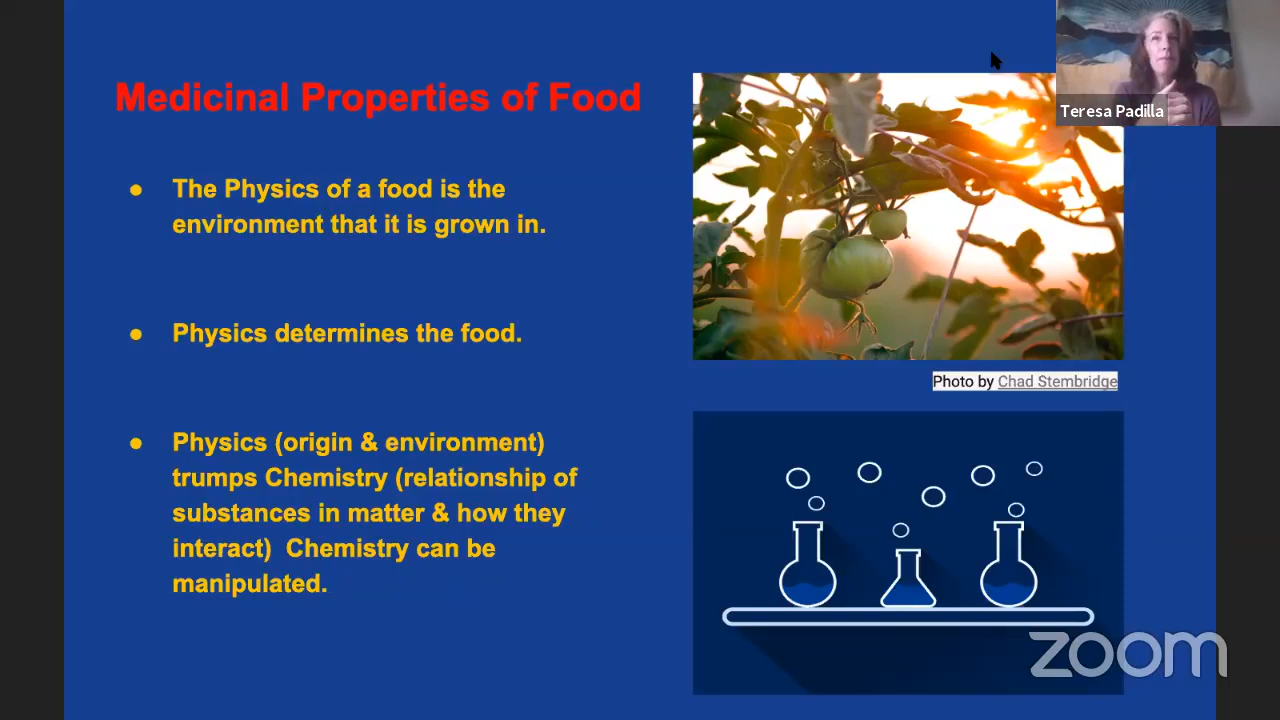 Medicinal Properties of Food
● The Physics of a food is the
environment that it is grown in.
● Physics determines the food.
● Physics (origin & environment)
trumps Chemistry (relationship of
substances in matter & how they
interact)  Chemistry can be
manipulated.
Teresa Padilla
Photo by Chad Stembridge
zoom